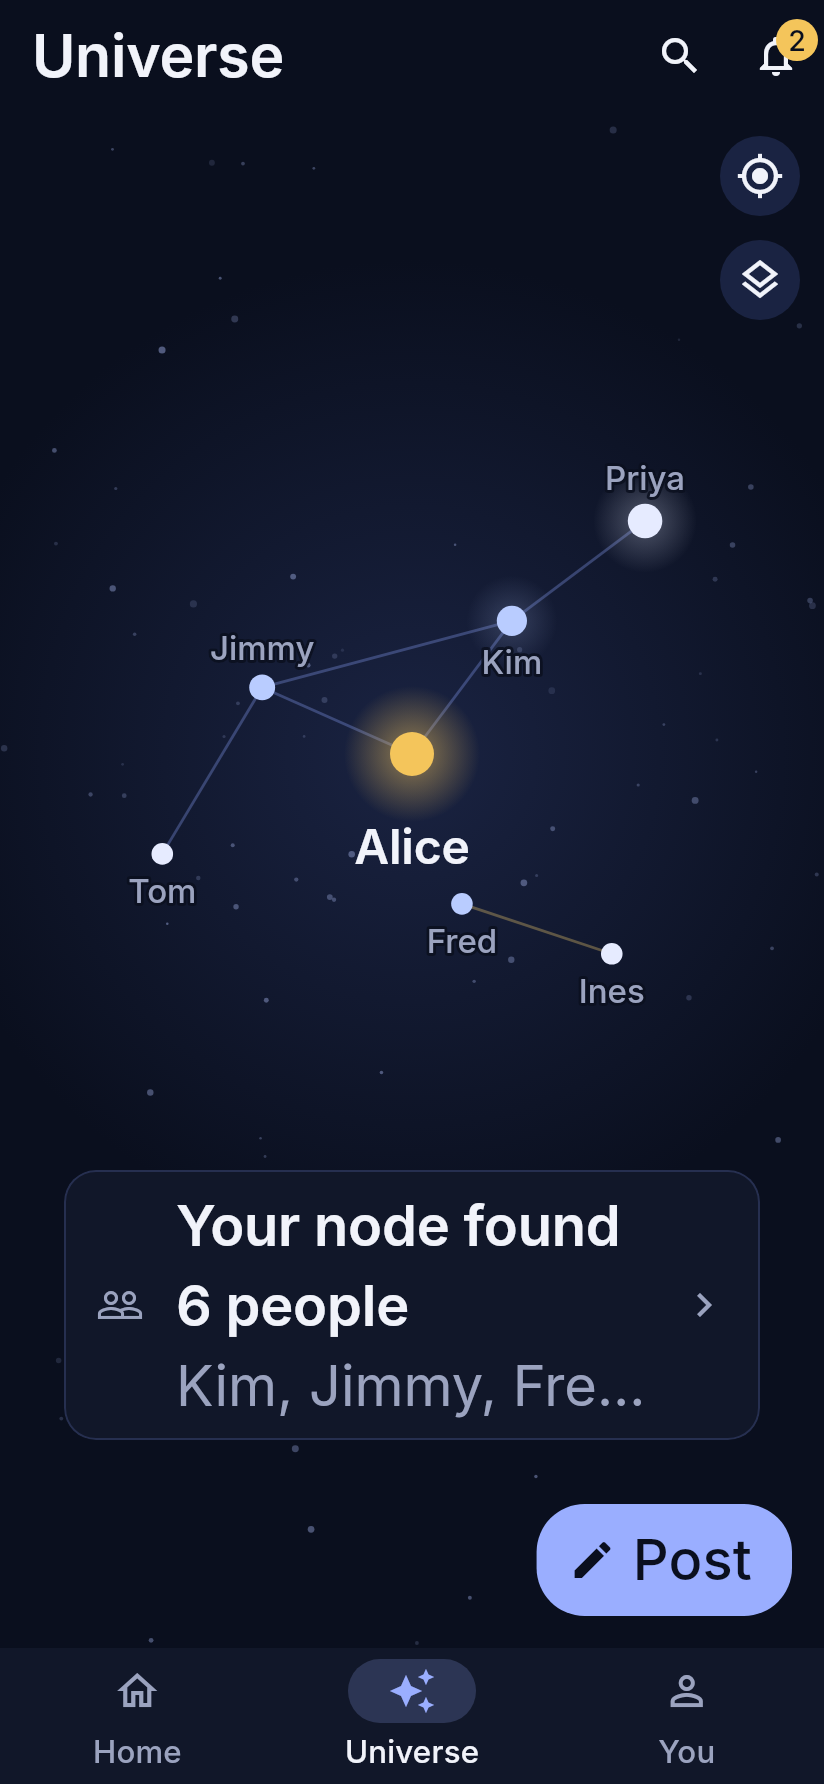 Universe
2
Priya
Jimmy
Kim
Alice
Tom
Fred
Ines
Your node found
6 people
Kim, Jimmy, Fre...
Post
Home
Universe
You